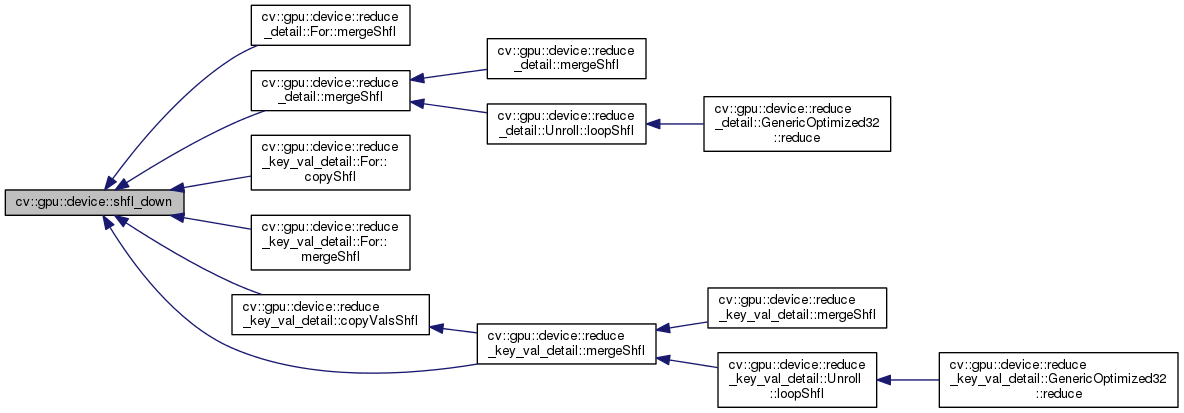 cv::gpu::device::reduce
_detail::For::mergeShfl
cv::gpu::device::reduce
_detail::mergeShfl
cv::gpu::device::reduce
_detail::mergeShfl
cv::gpu::device::reduce
_detail::Unroll::loopShfl
cv::gpu::device::reduce
_detail::GenericOptimized32
::reduce
cv::gpu::device::reduce
_key_val_detail::For::
copyShfl
cv::gpu::device::shfl_down
cv::gpu::device::reduce
_key_val_detail::For::
mergeShfl
cv::gpu::device::reduce
_key_val_detail::copyValsShfl
cv::gpu::device::reduce
_key_val_detail::mergeShfl
cv::gpu::device::reduce
_key_val_detail::mergeShfl
cv::gpu::device::reduce
_key_val_detail::Unroll
::loopShfl
cv::gpu::device::reduce
_key_val_detail::GenericOptimized32
::reduce